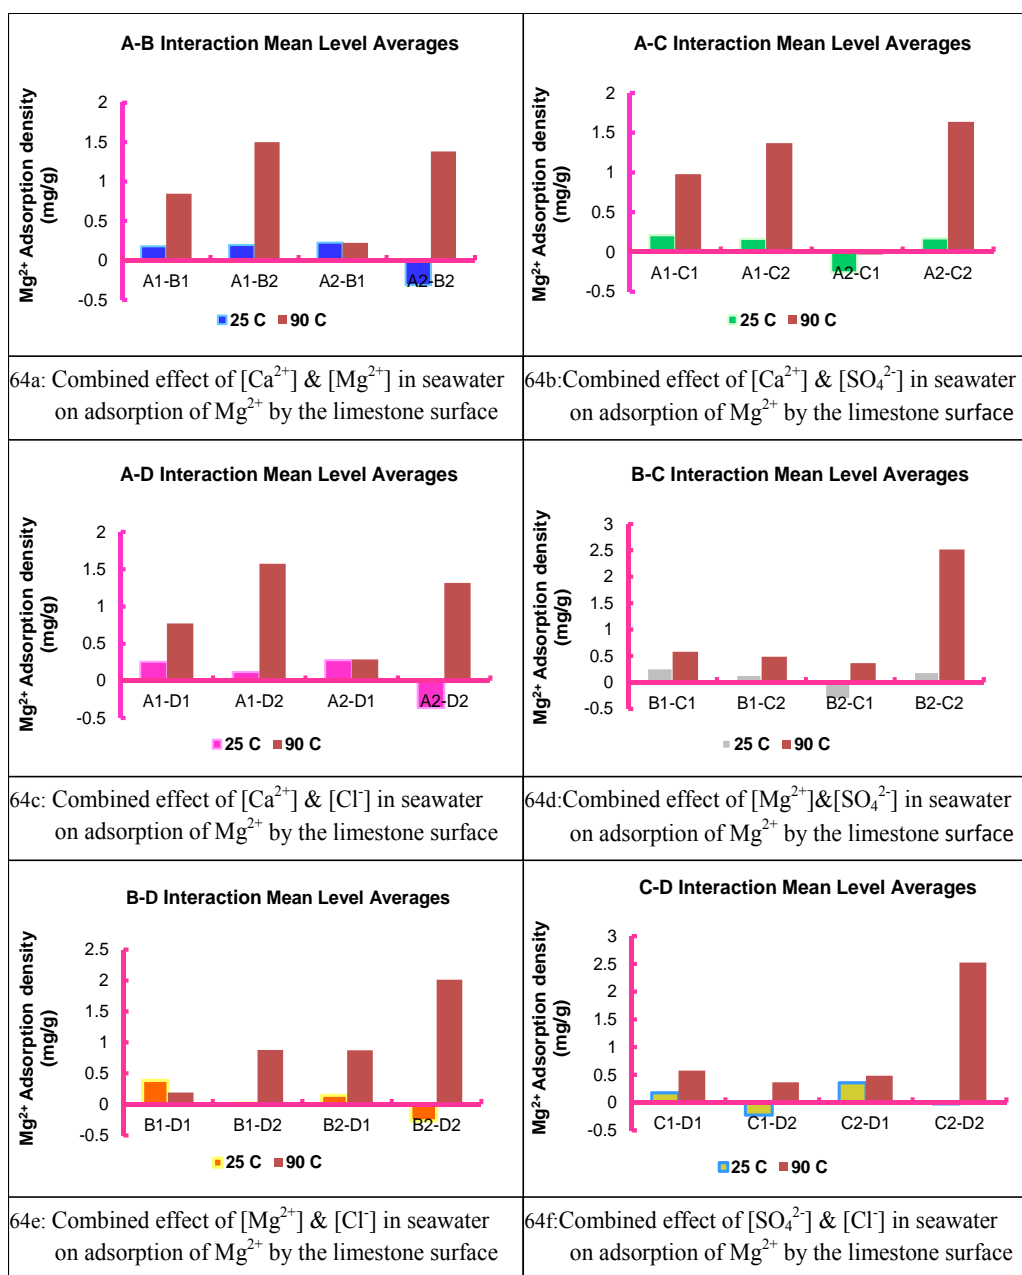 A-B Interaction Mean Level Averages
Mg²⁺ Adsorption density
(mg/g)
2
1.5
1
0.5
0
-0.5
A1-B1 A1-B2 A2-B1 A2-B2
25 C 90 C
A-C Interaction Mean Level Averages
Mg²⁺ Adsorption density
(mg/g)
2
1.5
1
0.5
0
-0.5
A1-C1 A1-C2 A2-C1 A2-C2
25 C 90 C
64a: Combined effect of [Ca²⁺] & [Mg²⁺] in seawater
on adsorption of Mg²⁺ by the limestone surface
64b:Combined effect of [Ca²⁺] & [SO₄²⁻] in seawater
on adsorption of Mg²⁺ by the limestone surface
A-D Interaction Mean Level Averages
Mg²⁺ Adsorption density
(mg/g)
2
1.5
1
0.5
0
-0.5
A1-D1 A1-D2 A2-D1 A2-D2
25 C 90 C
B-C Interaction Mean Level Averages
Mg²⁺ Adsorption density
(mg/g)
3
2.5
2
1.5
1
0.5
0
-0.5
B1-C1 B1-C2 B2-C1 B2-C2
25 C 90 C
64c: Combined effect of [Ca²⁺] & [Cl⁻] in seawater
on adsorption of Mg²⁺ by the limestone surface
64d:Combined effect of [Mg²⁺]&[SO₄²⁻] in seawater
on adsorption of Mg²⁺ by the limestone surface
B-D Interaction Mean Level Averages
Mg²⁺ Adsorption density
(mg/g)
2.5
2
1.5
1
0.5
0
-0.5
B1-D1 B1-D2 B2-D1 B2-D2
25 C 90 C
C-D Interaction Mean Level Averages
Mg²⁺ Adsorption density
(mg/g)
3
2.5
2
1.5
1
0.5
0
-0.5
C1-D1 C1-D2 C2-D1 C2-D2
25 C 90 C
64e: Combined effect of [Mg²⁺] & [Cl⁻] in seawater
on adsorption of Mg²⁺ by the limestone surface
64f:Combined effect of [SO₄²⁻] & [Cl⁻] in seawater
on adsorption of Mg²⁺ by the limestone surface